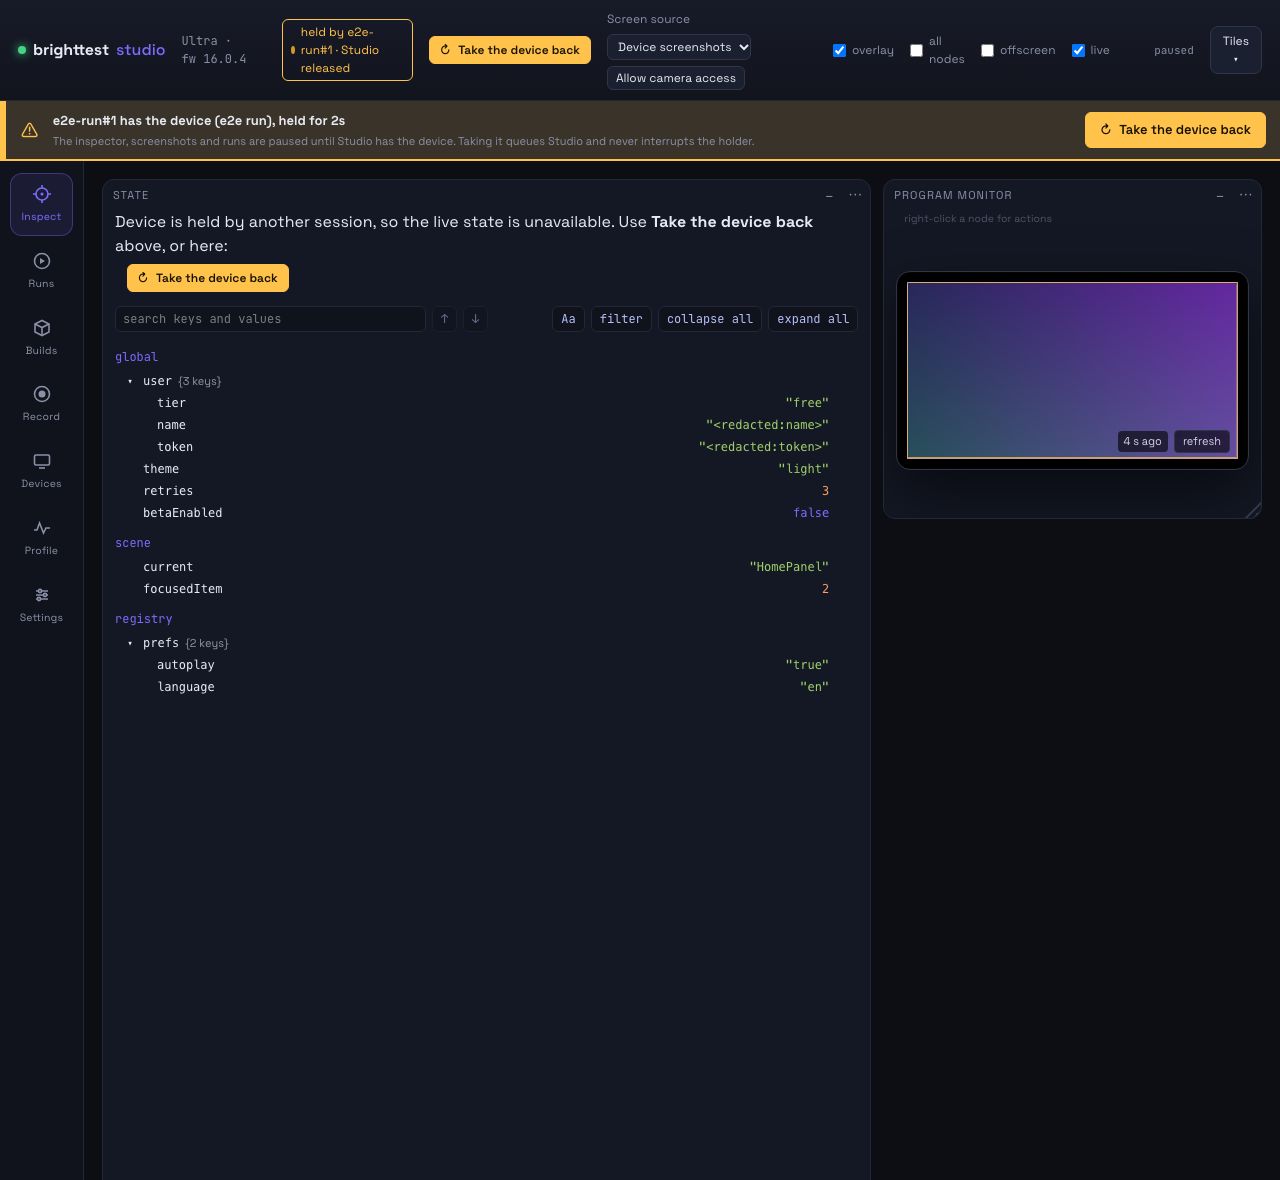 brighttest studio
Ultra ·
fw 16.0.4
held by e2e-
run#1 · Studio
released
↻ Take the device back
Screen source
Device screenshots
Allow camera access
overlay
all
nodes
offscreen
live
paused
Tiles
▾
e2e-run#1 has the device (e2e run), held for 2s
The inspector, screenshots and runs are paused until Studio has the device. Taking it queues Studio and never interrupts the holder.
↻ Take the device back
Inspect
Runs
Builds
Record
Devices
Profile
Settings
STATE
– ···
Device is held by another session, so the live state is unavailable. Use Take the device back
above, or here:
↻ Take the device back
search keys and values
↑ ↓
Aa filter collapse all expand all
global
▾ user {3 keys}
tier "free"
name "<redacted:name>"
token "<redacted:token>"
theme "light"
retries 3
betaEnabled false
scene
current "HomePanel"
focusedItem 2
registry
▾ prefs {2 keys}
autoplay "true"
language "en"
PROGRAM MONITOR
– ···
right-click a node for actions
4 s ago refresh